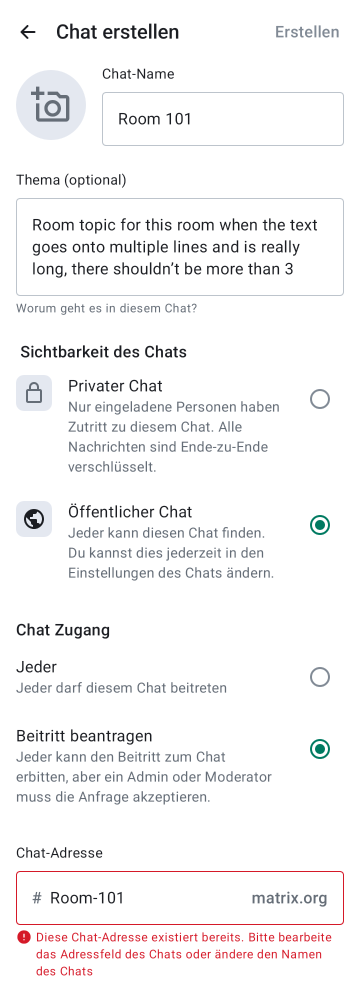 Chat erstellen
Erstellen
Chat-Name
Room 101
Thema (optional)
Room topic for this room when the text
goes onto multiple lines and is really
long, there shouldn’t be more than 3
Worum geht es in diesem Chat?
Sichtbarkeit des Chats
Privater Chat
Nur eingeladene Personen haben
Zutritt zu diesem Chat. Alle
Nachrichten sind Ende-zu-Ende
verschlüsselt.
Öffentlicher Chat
Jeder kann diesen Chat finden.
Du kannst dies jederzeit in den
Einstellungen des Chats ändern.
Chat Zugang
Jeder
Jeder darf diesem Chat beitreten
Beitritt beantragen
Jeder kann den Beitritt zum Chat
erbitten, aber ein Admin oder Moderator
muss die Anfrage akzeptieren.
Chat-Adresse
# Room-101 matrix.org
Diese Chat-Adresse existiert bereits. Bitte bearbeite
das Adressfeld des Chats oder ändere den Namen
des Chats